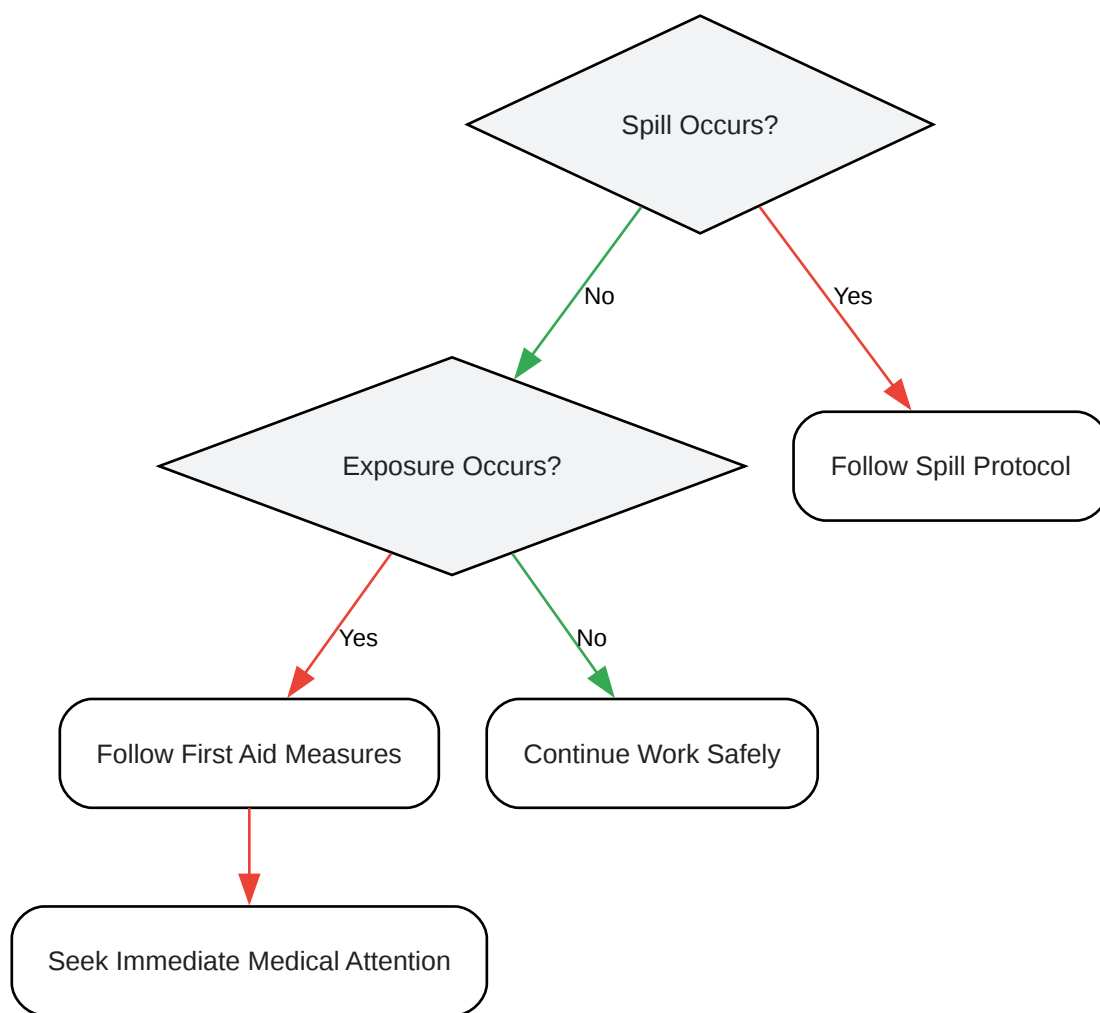 Spill Occurs?
No
Yes
Exposure Occurs?
Follow Spill Protocol
Yes
No
Follow First Aid Measures
Continue Work Safely
Seek Immediate Medical Attention